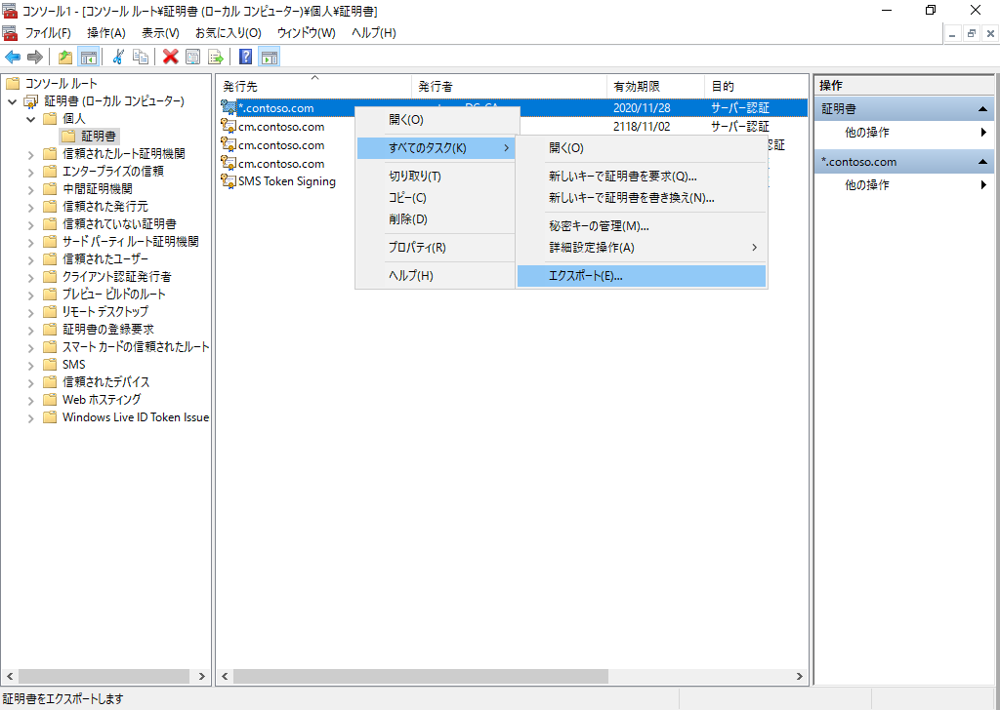 コンソール1 - [コンソール ルート¥証明書 (ローカル コンピューター)¥個人¥証明書]
ファイル(F) 操作(A) 表示(V) お気に入り(O) ウィンドウ(W) ヘルプ(H)
コンソール ルート
証明書 (ローカル コンピューター)
個人
証明書
信頼されたルート証明機関
エンタープライズの信頼
中間証明機関
信頼された発行元
信頼されていない証明書
サード パーティ ルート証明機関
信頼されたユーザー
クライアント認証発行者
プレビュー ビルドのルート
リモート デスクトップ
証明書の登録要求
スマート カードの信頼されたルート
SMS
信頼されたデバイス
Web ホスティング
Windows Live ID Token Issue
発行先 発行者 有効期限 目的
*.contoso.com 2020/11/28 サーバー認証
cm.contoso.com 2118/11/02 サーバー認証
cm.contoso.com 認証
cm.contoso.com
SMS Token Signing
開く(O)
すべてのタスク(K)
切り取り(T)
コピー(C)
削除(D)
プロパティ(R)
ヘルプ(H)
開く(O)
新しいキーで証明書を要求(Q)...
新しいキーで証明書を書き換え(N)...
秘密キーの管理(M)...
詳細設定操作(A)
エクスポート(E)...
操作
証明書
他の操作
*.contoso.com
他の操作
証明書をエクスポートします